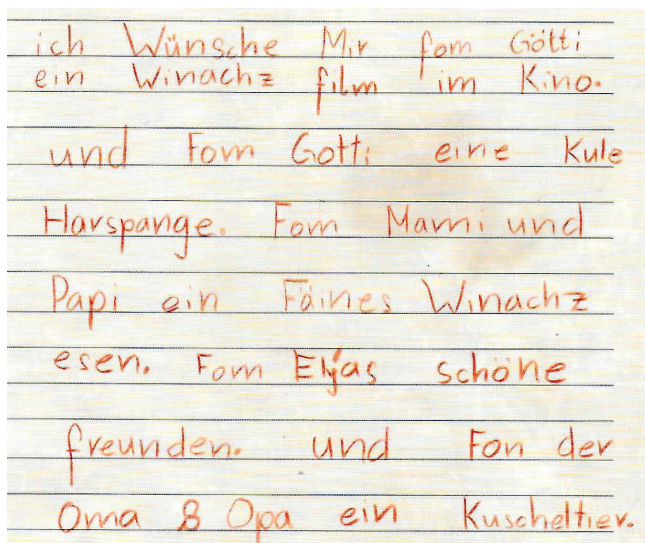 ich Wünsche Mir fom Götti
ein Winachz film im Kino.
und Fom Gotti eine Kule
Harspange. Fom Mami und
Papi ein Fäines Winachz
esen. Fom Elyas schöne
freunden. und Fon der
Oma & Opa ein Kuscheltier.